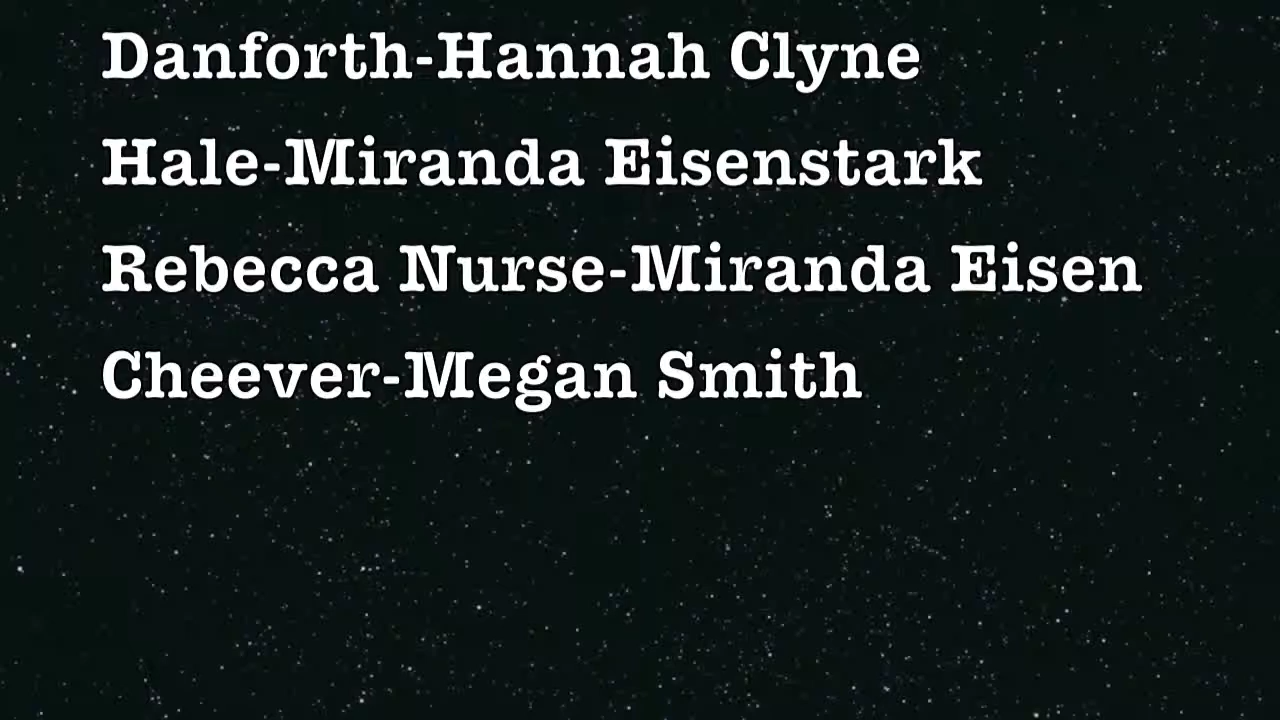 Danforth-Hannah Clyne
Hale-Miranda Eisenstark
Rebecca Nurse-Miranda Eisen
Cheever-Megan Smith